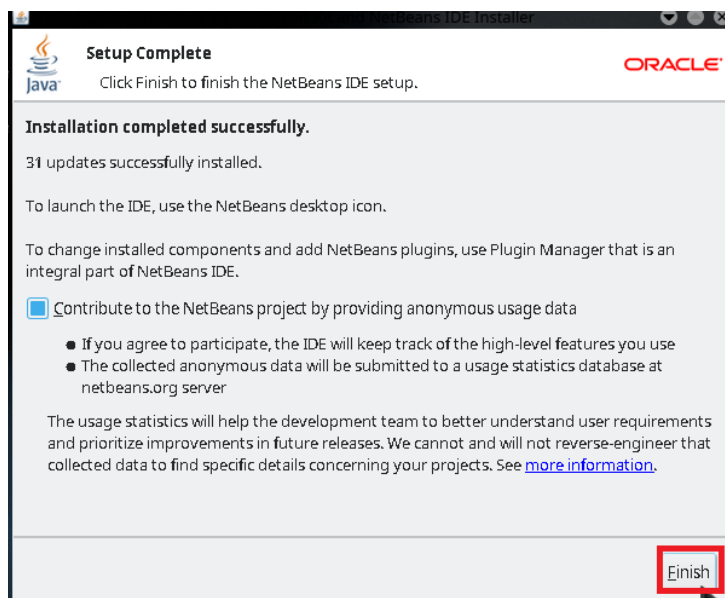 and NetBeans IDE Installer
Setup Complete
Click Finish to finish the NetBeans IDE setup.
Java
ORACLE
Installation completed successfully.
31 updates successfully installed.
To launch the IDE, use the NetBeans desktop icon.
To change installed components and add NetBeans plugins, use Plugin Manager that is an
integral part of NetBeans IDE.
Contribute to the NetBeans project by providing anonymous usage data
● If you agree to participate, the IDE will keep track of the high-level features you use
● The collected anonymous data will be submitted to a usage statistics database at
netbeans.org server
The usage statistics will help the development team to better understand user requirements
and prioritize improvements in future releases. We cannot and will not reverse-engineer that
collected data to find specific details concerning your projects. See more information.
Finish